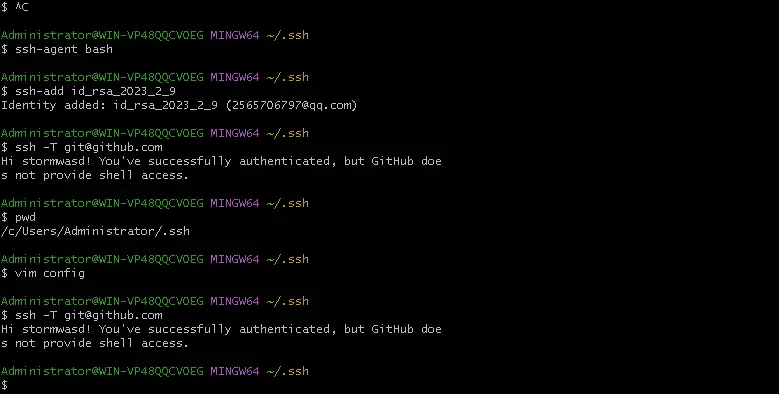 $ ^C
Administrator@WIN-VP48QQCVOEG MINGW64 ~/.ssh
$ ssh-agent bash
Administrator@WIN-VP48QQCVOEG MINGW64 ~/.ssh
$ ssh-add id_rsa_2023_2_9
Identity added: id_rsa_2023_2_9 (2565706797@qq.com)
Administrator@WIN-VP48QQCVOEG MINGW64 ~/.ssh
$ ssh -T git@github.com
Hi stormwasd! You've successfully authenticated, but GitHub doe
s not provide shell access.
Administrator@WIN-VP48QQCVOEG MINGW64 ~/.ssh
$ pwd
/c/Users/Administrator/.ssh
Administrator@WIN-VP48QQCVOEG MINGW64 ~/.ssh
$ vim config
Administrator@WIN-VP48QQCVOEG MINGW64 ~/.ssh
$ ssh -T git@github.com
Hi stormwasd! You've successfully authenticated, but GitHub doe
s not provide shell access.
Administrator@WIN-VP48QQCVOEG MINGW64 ~/.ssh
$